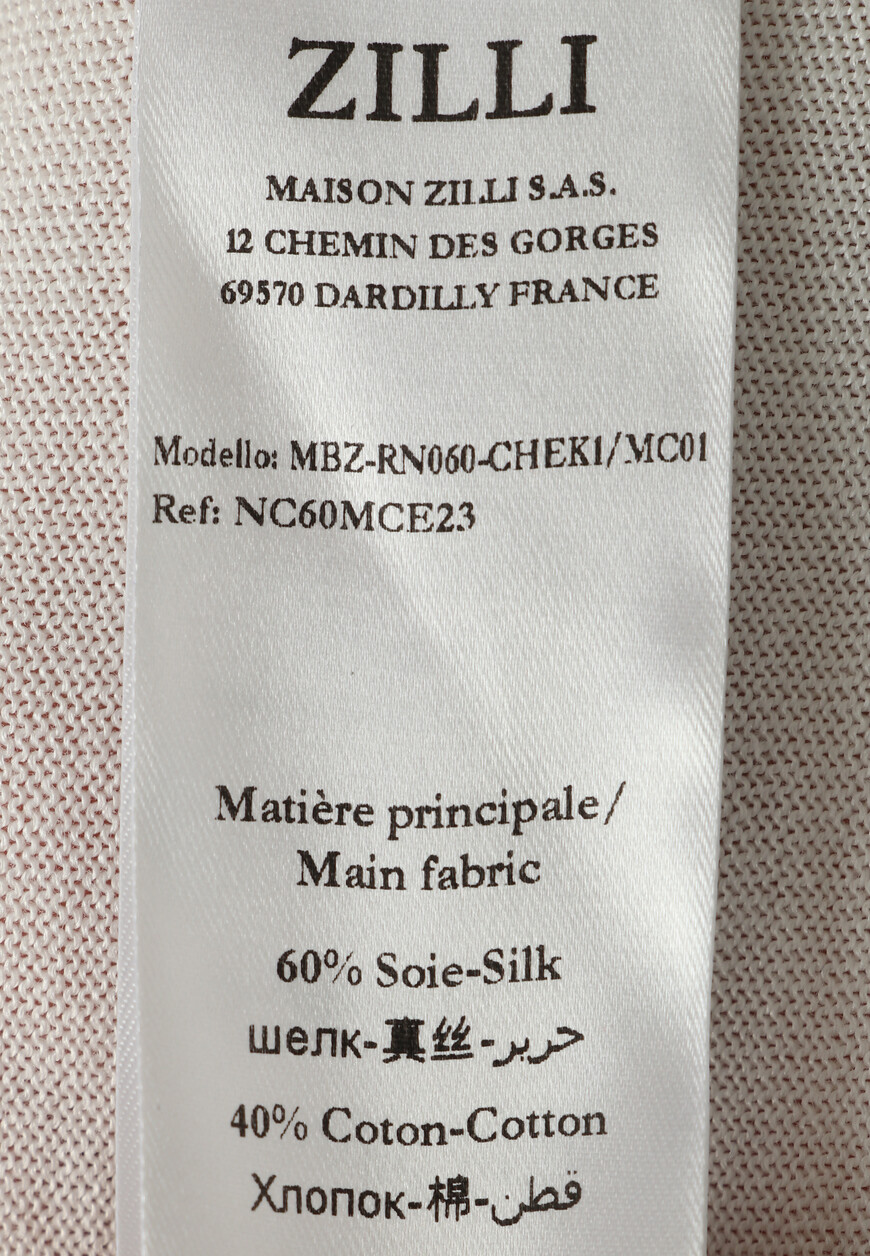 ZILLI
MAISON ZILLI S.A.S.
12 CHEMIN DES GORGES
69570 DARDILLY FRANCE
Modello: MBZ-RN060-CHEK1/MC01
Ref: NC60MCE23
Matière principale/
Main fabric
60% Soie-Silk
шелк-真丝-حرير
40% Coton-Cotton
Хлопок-棉-قطن